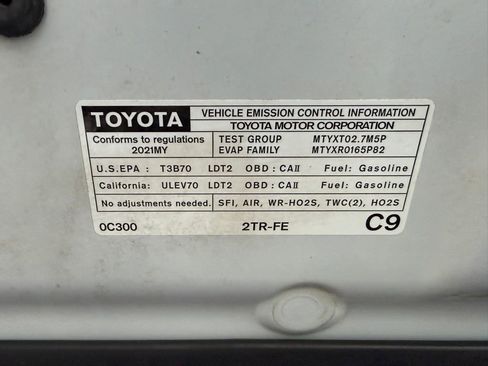 TOYOTA VEHICLE EMISSION CONTROL INFORMATION
TOYOTA MOTOR CORPORATION
Conforms to regulations TEST GROUP MTYXT02.7M5P
2021MY EVAP FAMILY MTYXR0165P82
U.S.EPA : T3B70 LDT2 OBD : CAII Fuel: Gasoline
California: ULEV70 LDT2 OBD : CAII Fuel: Gasoline
No adjustments needed. SFI, AIR, WR-HO2S, TWC(2), HO2S
0C300 2TR-FE C9